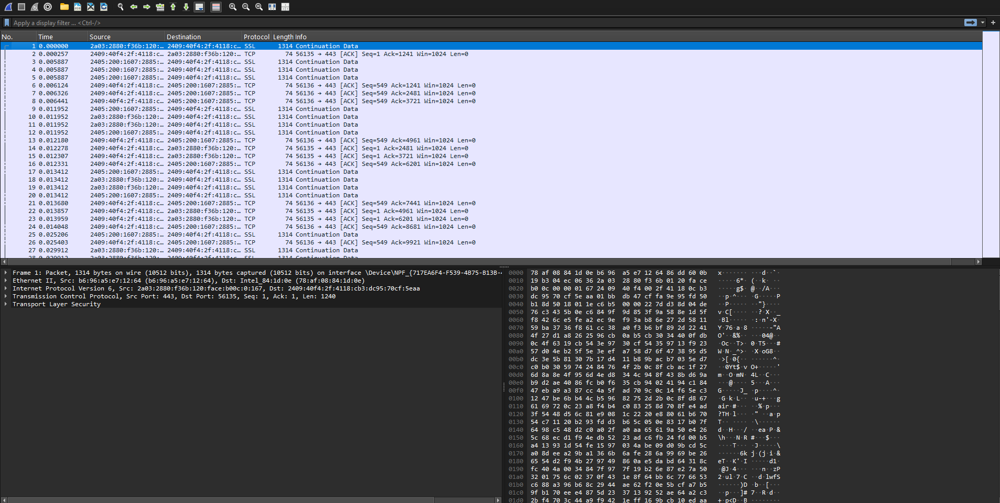 Apply a display filter ... <Ctrl-/>
No. Time Source Destination Protocol Length Info
1 0.000000 2a03:2880:f36b:120:… 2409:40f4:2f:4118:c… SSL 1314 Continuation Data
2 0.000257 2409:40f4:2f:4118:c… 2a03:2880:f36b:120:… TCP 74 56135 → 443 [ACK] Seq=1 Ack=1241 Win=1024 Len=0
3 0.005887 2405:200:1607:2885:… 2409:40f4:2f:4118:c… SSL 1314 Continuation Data
4 0.005887 2405:200:1607:2885:… 2409:40f4:2f:4118:c… SSL 1314 Continuation Data
5 0.005887 2405:200:1607:2885:… 2409:40f4:2f:4118:c… SSL 1314 Continuation Data
6 0.006124 2409:40f4:2f:4118:c… 2405:200:1607:2885:… TCP 74 56136 → 443 [ACK] Seq=549 Ack=1241 Win=1024 Len=0
7 0.006326 2409:40f4:2f:4118:c… 2405:200:1607:2885:… TCP 74 56136 → 443 [ACK] Seq=549 Ack=2481 Win=1024 Len=0
8 0.006441 2409:40f4:2f:4118:c… 2405:200:1607:2885:… TCP 74 56136 → 443 [ACK] Seq=549 Ack=3721 Win=1024 Len=0
9 0.011952 2405:200:1607:2885:… 2409:40f4:2f:4118:c… SSL 1314 Continuation Data
10 0.011952 2a03:2880:f36b:120:… 2409:40f4:2f:4118:c… SSL 1314 Continuation Data
11 0.011952 2a03:2880:f36b:120:… 2409:40f4:2f:4118:c… SSL 1314 Continuation Data
12 0.011952 2405:200:1607:2885:… 2409:40f4:2f:4118:c… SSL 1314 Continuation Data
13 0.012180 2409:40f4:2f:4118:c… 2405:200:1607:2885:… TCP 74 56136 → 443 [ACK] Seq=549 Ack=4961 Win=1024 Len=0
14 0.012278 2409:40f4:2f:4118:c… 2a03:2880:f36b:120:… TCP 74 56135 → 443 [ACK] Seq=1 Ack=2481 Win=1024 Len=0
15 0.012307 2409:40f4:2f:4118:c… 2a03:2880:f36b:120:… TCP 74 56135 → 443 [ACK] Seq=1 Ack=3721 Win=1024 Len=0
16 0.012331 2409:40f4:2f:4118:c… 2405:200:1607:2885:… TCP 74 56136 → 443 [ACK] Seq=549 Ack=6201 Win=1024 Len=0
17 0.013412 2405:200:1607:2885:… 2409:40f4:2f:4118:c… SSL 1314 Continuation Data
18 0.013412 2a03:2880:f36b:120:… 2409:40f4:2f:4118:c… SSL 1314 Continuation Data
19 0.013412 2a03:2880:f36b:120:… 2409:40f4:2f:4118:c… SSL 1314 Continuation Data
20 0.013412 2405:200:1607:2885:… 2409:40f4:2f:4118:c… SSL 1314 Continuation Data
21 0.013680 2409:40f4:2f:4118:c… 2405:200:1607:2885:… TCP 74 56136 → 443 [ACK] Seq=549 Ack=7441 Win=1024 Len=0
22 0.013857 2409:40f4:2f:4118:c… 2a03:2880:f36b:120:… TCP 74 56135 → 443 [ACK] Seq=1 Ack=4961 Win=1024 Len=0
23 0.013959 2409:40f4:2f:4118:c… 2a03:2880:f36b:120:… TCP 74 56135 → 443 [ACK] Seq=1 Ack=6201 Win=1024 Len=0
24 0.014048 2409:40f4:2f:4118:c… 2405:200:1607:2885:… TCP 74 56136 → 443 [ACK] Seq=549 Ack=8681 Win=1024 Len=0
25 0.025206 2405:200:1607:2885:… 2409:40f4:2f:4118:c… SSL 1314 Continuation Data
26 0.025403 2409:40f4:2f:4118:c… 2405:200:1607:2885:… TCP 74 56136 → 443 [ACK] Seq=549 Ack=9921 Win=1024 Len=0
27 0.029912 2a03:2880:f36b:120:… 2409:40f4:2f:4118:c… SSL 1314 Continuation Data
28 0.029912 2a03:2880:f36b:120:… 2409:40f4:2f:4118:c… SSL 1314 Continuation Data
Frame 1: Packet, 1314 bytes on wire (10512 bits), 1314 bytes captured (10512 bits) on interface \Device\NPF_{717EA6F4-F539-4B75-B13B-4
Ethernet II, Src: b6:96:a5:e7:12:64 (b6:96:a5:e7:12:64), Dst: Intel_84:1d:0e (78:af:08:84:1d:0e)
Internet Protocol Version 6, Src: 2a03:2880:f36b:120:face:b00c:0:167, Dst: 2409:40f4:2f:4118:cb3:dc95:70cf:5eaa
Transmission Control Protocol, Src Port: 443, Dst Port: 56135, Seq: 1, Ack: 1, Len: 1240
Transport Layer Security
0000 78 af 08 84 1d 0e b6 96 a5 e7 12 64 86 dd 60 0b
0010 19 b3 04 ec 06 36 2a 03 28 80 f3 6b 01 20 fa ce
0020 b0 0c 00 00 01 67 24 09 40 f4 00 2f 41 18 0c b3
0030 dc 95 70 cf 5e aa 01 bb db 47 cf fa 9e 95 fd 50
0040 b1 8d 50 18 01 1e c6 b5 00 00 22 7d d3 8d 04 de
0050 76 c3 43 5b 0e c6 84 9f 9d 85 3f 9a 58 8e 1d 5f
0060 f8 42 6c e5 fe a2 ec 9e f9 3a b8 6e 27 2d 58 11
0070 59 ba 37 36 f8 61 cc 38 a0 f3 b6 bf 89 2d 22 41
0080 4f 27 d1 a8 26 25 96 cb 0a b5 cb 30 34 40 0f db
0090 0c 4f 63 19 cb 54 3e 97 30 cf 54 35 97 13 f9 23
00a0 57 d0 4e b2 5f 5e 3e ef a7 58 d7 6f 47 38 95 d5
00b0 dc 3e 5b 81 30 7b 17 d4 11 b8 9b ac b7 03 5e d7
00c0 c0 b0 30 59 74 24 84 76 4f 2b 0c 8f cb ac 1f 27
00d0 6d 8a 8e 4f 95 6d 4e d8 34 4c 94 8f 43 8b d6 9a
00e0 b9 d2 ae 40 86 fc b0 f6 35 cb 94 02 41 94 c1 84
00f0 47 eb a9 a3 87 cc 4a 5f ad 70 9c 0c 14 f6 5e c3
0100 12 47 be 6b b4 4c b5 96 82 75 2d 2b 0c 8f d8 67
0110 61 69 72 0c 23 a8 f4 b4 c0 83 25 8d 70 8f e4 ad
0120 3f 54 48 d5 6c 81 e9 08 1c 22 20 e8 80 61 b6 70
0130 54 c7 11 20 b2 93 fd d3 b6 5c 05 0e 83 17 b0 7f
0140 64 98 c5 48 d2 c0 a0 2f a0 aa 65 61 9a 50 e4 26
0150 5c 68 ec d1 f9 4e db 52 23 ad c6 fb 24 fd 00 b5
0160 a4 13 93 1d 54 fe 15 97 03 4a be 09 d0 9b cd 5c
0170 a0 8d ee a2 9b a1 36 6b 6a fe 28 6a 99 69 be 26
0180 65 54 d2 f9 4b 27 97 49 86 0a e5 da bd 64 31 8c
0190 fc 40 4a 00 34 84 7f 97 7f 19 b2 6e 87 e2 7a 50
01a0 32 01 75 6c 02 37 0f 43 1e 8f 64 bb 6c 77 66 53
01b0 c6 88 a3 96 b6 8c 29 44 ae 62 f2 0e 5b cf a7 b5
01c0 9f b1 70 ee e4 87 5d 23 37 13 92 52 ae 64 a2 c3
01d0 2b f4 70 3c 44 a9 f9 42 1e ff 16 9b cb 10 ed aa